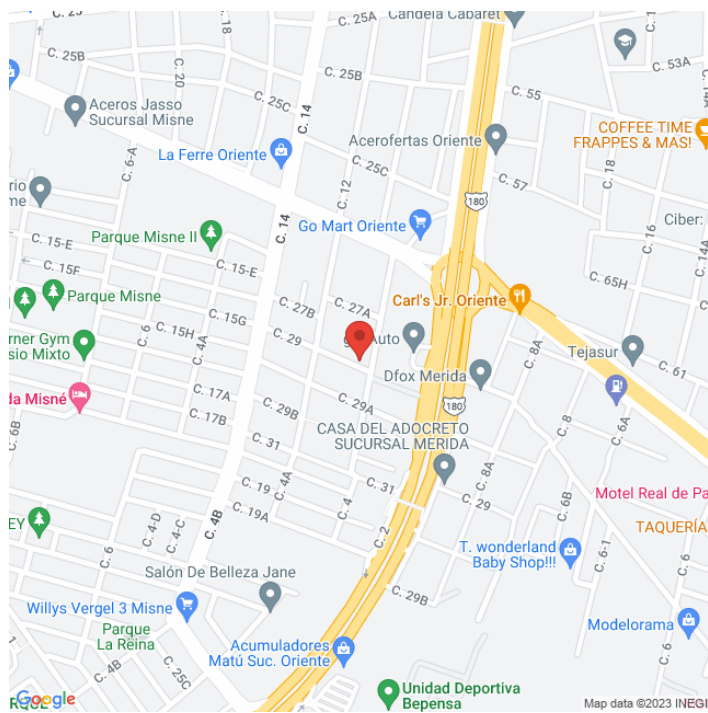 Candela Cabaret
C. 25
C. 25A
C. 25B
C. 20
C. 14
C. 25B
C. 55
C. 53A
C. 25C
Aceros Jasso
Sucursal Misne
Acerofertas Oriente
COFFEE TIME
FRAPPES & MAS!
La Ferre Oriente
C. 25C
C. 6-A
C. 57
C. 18
C. 12
180
C. 14
Go Mart Oriente
Ciber:
C. 16
C. 14A
Parque Misne II
C. 15-E
C. 15F
C. 15-E
C. 65H
Parque Misne
C. 27B
C. 27A
Carl's Jr. Oriente
C. 15G
C. 15H
C. 29
Auto
C. 6
C. 4A
rner Gym
sio Mixto
C. 8A
Tejasur
C. 61
Dfox Merida
da Misné
C. 17A
C. 17B
C. 29B
C. 29A
180
C. 8
C. 6A
C. 6B
C. 31
CASA DEL ADOCRETO
SUCURSAL MERIDA
C. 19
C. 4A
C. 31
C. 8A
C. 29
C. 6B
Motel Real de Pa
C. 4
C. 19A
C. 4B
EY
C. 4-D
C. 4-C
C. 6
C. 2
TAQUERÍA
C. 6-1
T. wonderland
Baby Shop!!!
Salón De Belleza Jane
C. 29B
C. 6
Willys Vergel 3 Misne
Modelorama
Parque
La Reina
C. 4B
C. 25C
Acumuladores
Matú Suc. Oriente
C. 6
Unidad Deportiva
Bepensa
Google
Map data ©2023 INEGI